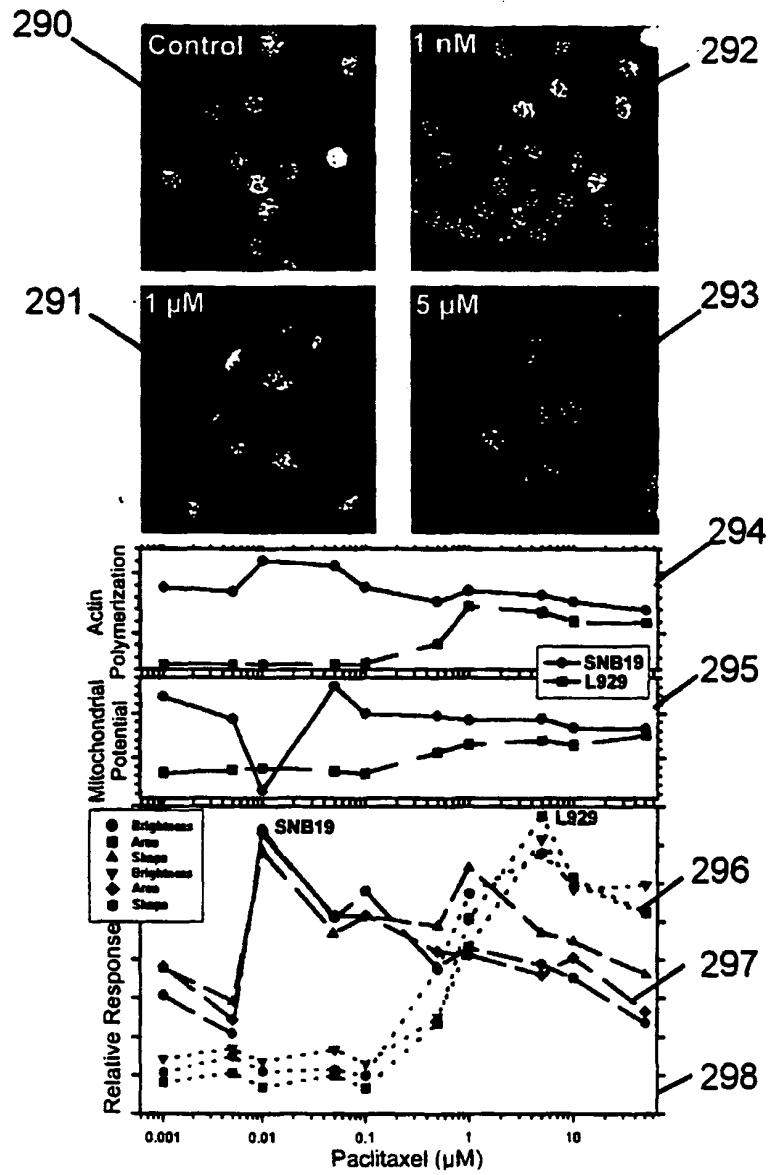 290
Control
1 nM
292
291
1 µM
5 µM
293
294
Actin
Polymerization
SNB19
L929
295
Mitochondrial
Potential
Brightness
Area
Shape
Brightness
Area
Shape
SNB19
L929
296
297
298
Relative Response
0.001
0.01
0.1
1
10
Paclitaxel (µM)